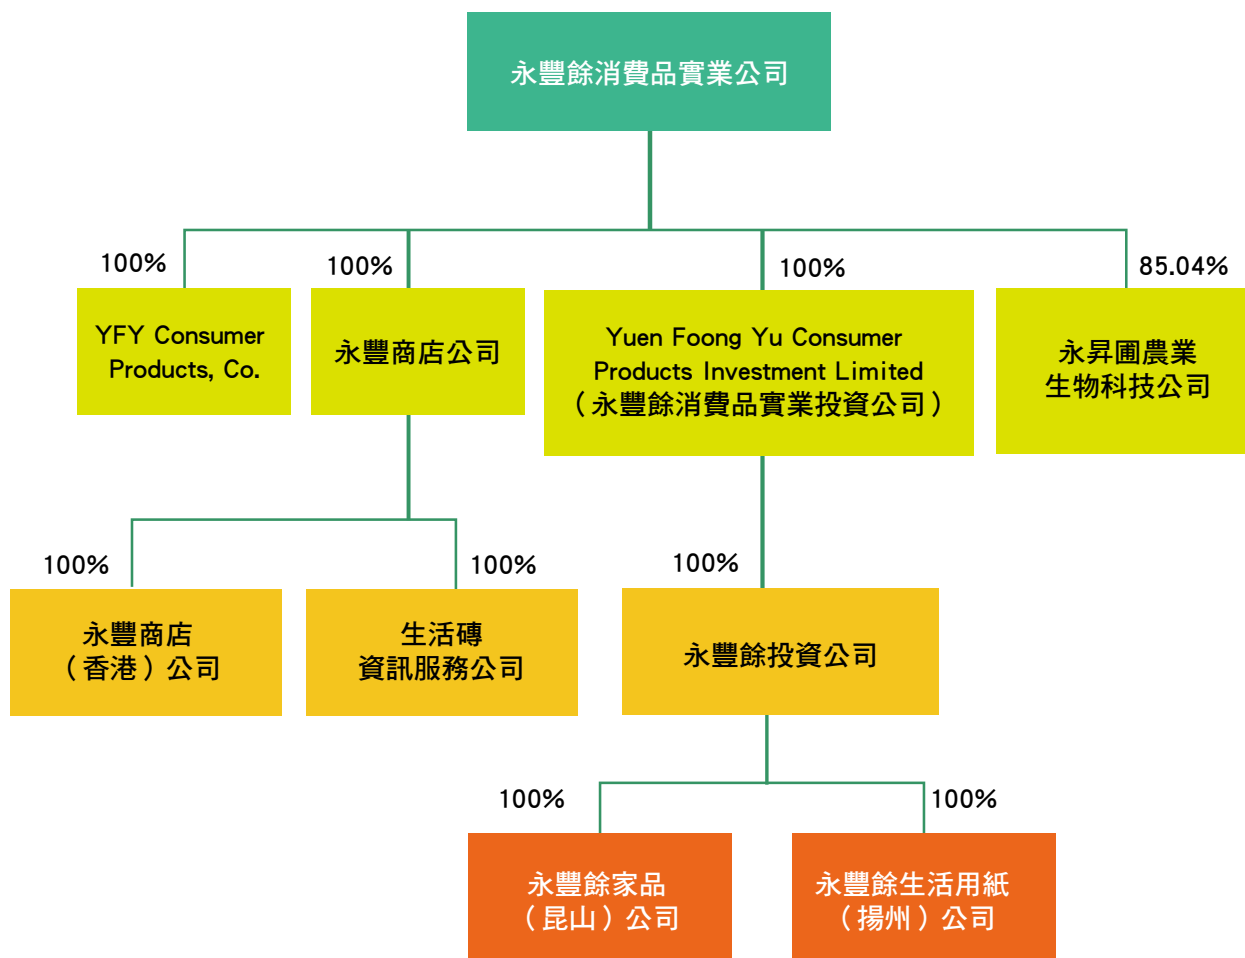 永豐餘消費品實業公司
100%
100%
100%
85.04%
YFY Consumer
Products, Co.
永豐商店公司
Yuen Foong Yu Consumer
Products Investment Limited
（永豐餘消費品實業投資公司）
永昇圃農業
生物科技公司
100%
100%
100%
永豐商店
（香港）公司
生活磚
資訊服務公司
永豐餘投資公司
100%
100%
永豐餘家品
（昆山）公司
永豐餘生活用紙
（揚州）公司